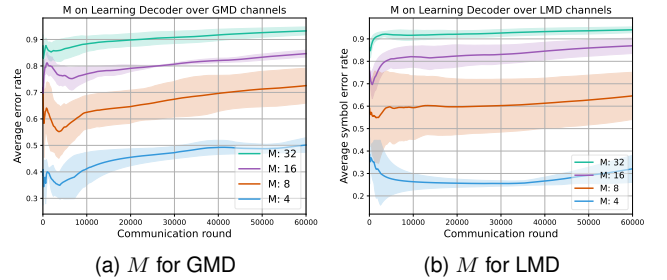 M on Learning Decoder over GMD channels
Average error rate
0.9
0.8
0.7
0.6
0.5
0.4
0.3
0 10000 20000 30000 40000 50000 60000
Communication round
M: 32
M: 16
M: 8
M: 4
(a) M for GMD
M on Learning Decoder over LMD channels
Average symbol error rate
0.9
0.8
0.7
0.6
0.5
0.4
0.3
0.2
0 10000 20000 30000 40000 50000 60000
Communication round
M: 32
M: 16
M: 8
M: 4
(b) M for LMD